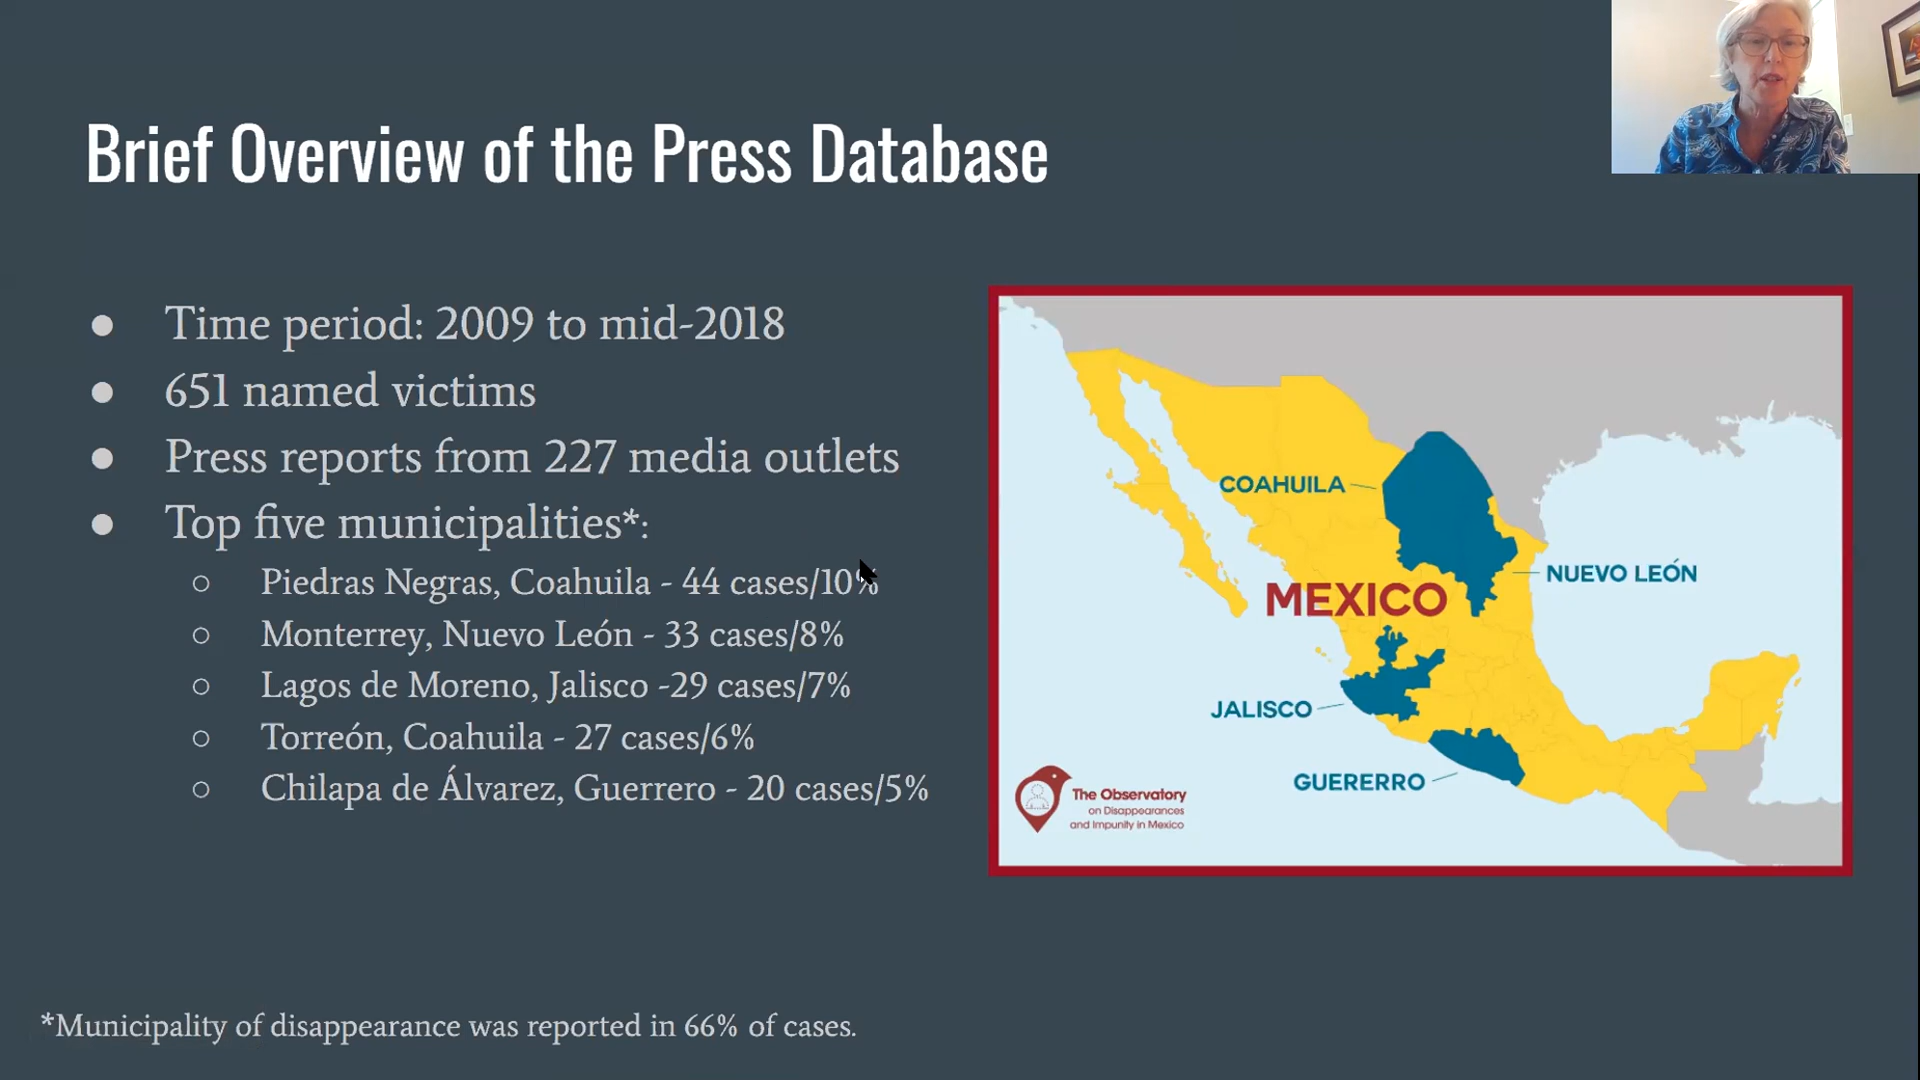 Brief Overview of the Press Database
● Time period: 2009 to mid-2018
● 651 named victims
● Press reports from 227 media outlets
● Top five municipalities*:
○ Piedras Negras, Coahuila - 44 cases/10%
○ Monterrey, Nuevo León - 33 cases/8%
○ Lagos de Moreno, Jalisco -29 cases/7%
○ Torreón, Coahuila - 27 cases/6%
○ Chilapa de Álvarez, Guerrero - 20 cases/5%
COAHUILA
NUEVO LEÓN
MEXICO
JALISCO
GUERERRO
The Observatory
on Disappearances
and Impunity in Mexico
*Municipality of disappearance was reported in 66% of cases.